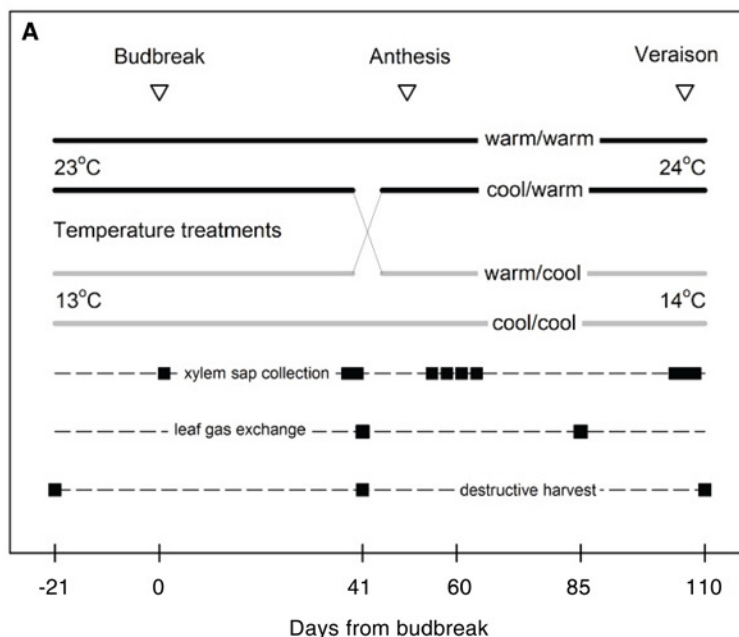 A
Budbreak Anthesis Veraison
warm/warm
23°C 24°C
cool/warm
Temperature treatments
warm/cool
13°C 14°C
cool/cool
xylem sap collection
leaf gas exchange
destructive harvest
-21 0 41 60 85 110
Days from budbreak